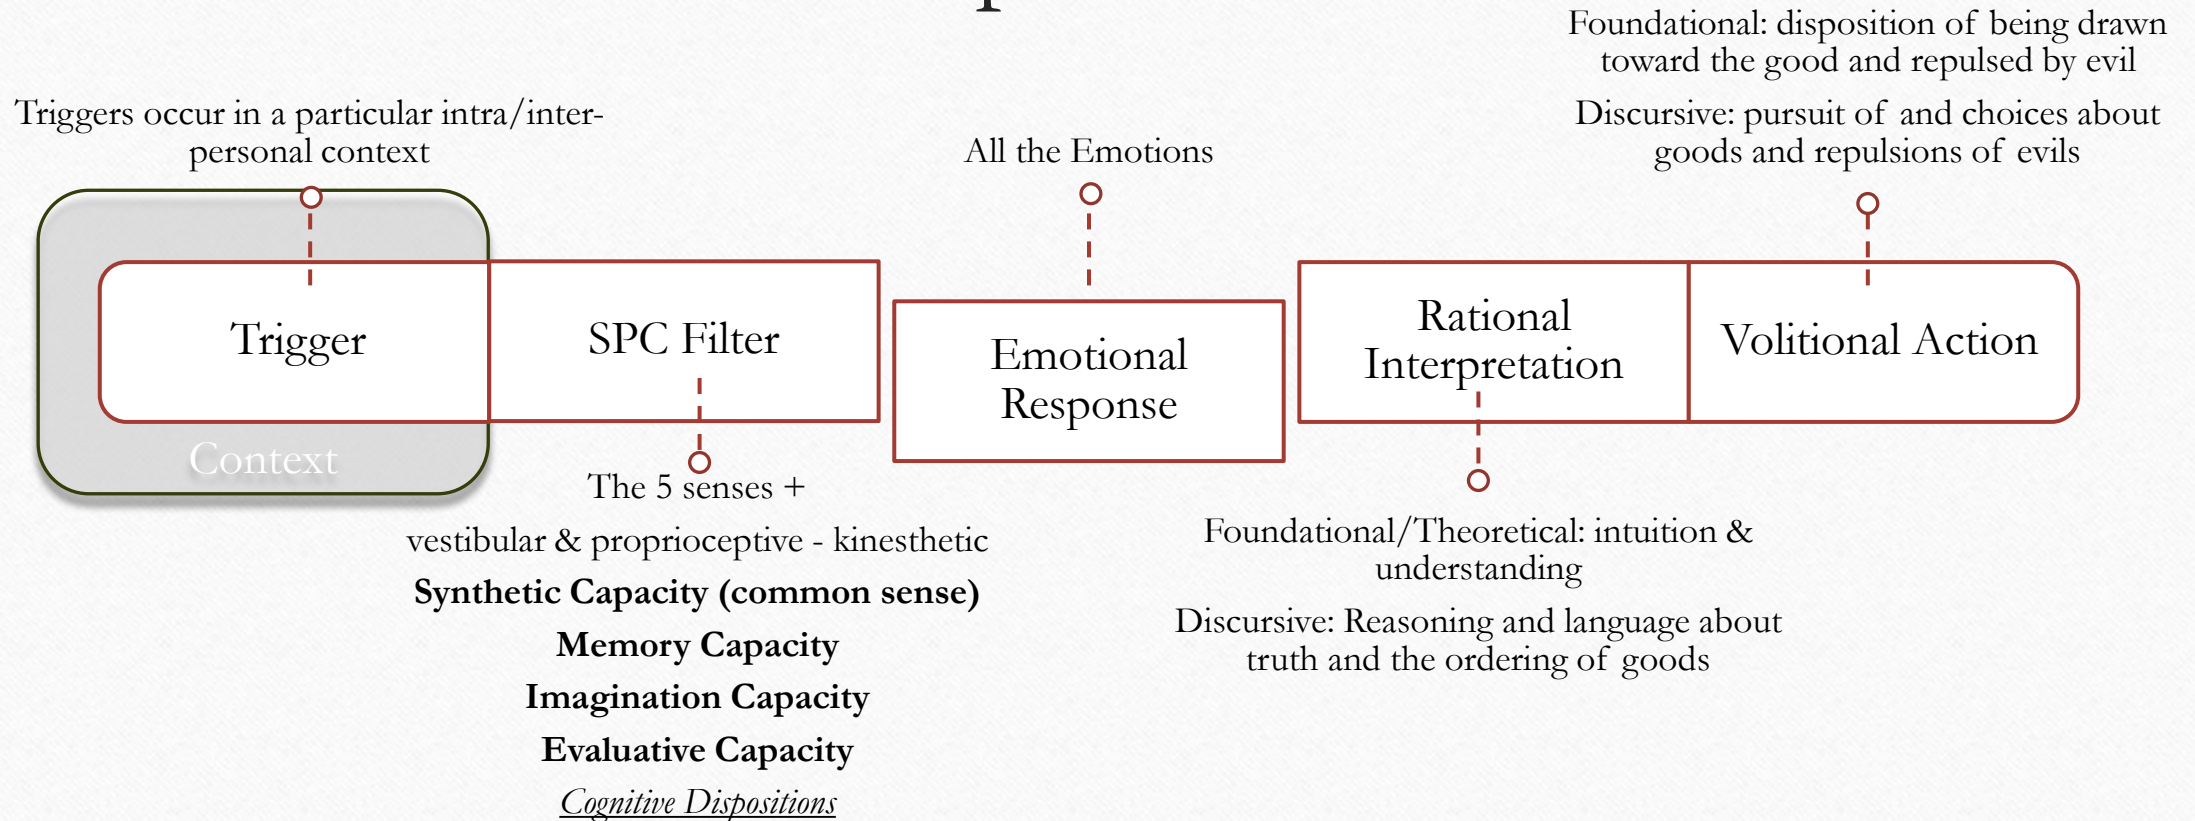 Foundational: disposition of being drawn
toward the good and repulsed by evil
Discursive: pursuit of and choices about
goods and repulsions of evils
Triggers occur in a particular intra/inter-
personal context
All the Emotions
Trigger
SPC Filter
Emotional
Response
Rational
Interpretation
Volitional Action
Context
The 5 senses +
vestibular & proprioceptive - kinesthetic
Synthetic Capacity (common sense)
Memory Capacity
Imagination Capacity
Evaluative Capacity
Cognitive Dispositions
Foundational/Theoretical: intuition &
understanding
Discursive: Reasoning and language about
truth and the ordering of goods